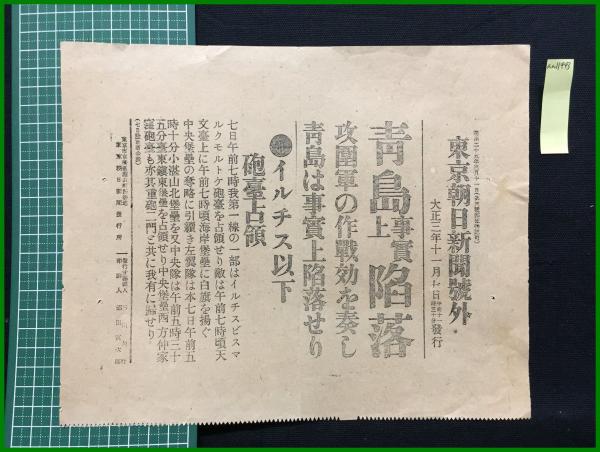 東京朝日新聞號外
大正三年十一月七日 發行
青島事實上陷落
攻圍軍の作戰効を奏し
青島は事實上陷落せり
イルチス以下
砲臺占領
七日午前七時我第一線の一部はイルチスビスマ
ルクモルトケ砲臺を占領せり敵は午前七時頃天
文臺上に午前七時頃海岸堡壘に白旗を揚ぐ
中央堡壘の奪略に引續き左翼隊は本七日午前五
時十分小湛山北堡壘を又中央隊は午前五時三十
五分臺東鎭東堡壘を占領せり中央堡壘西方仲家
窪砲臺も亦其重砲二門と共に我有に歸せり